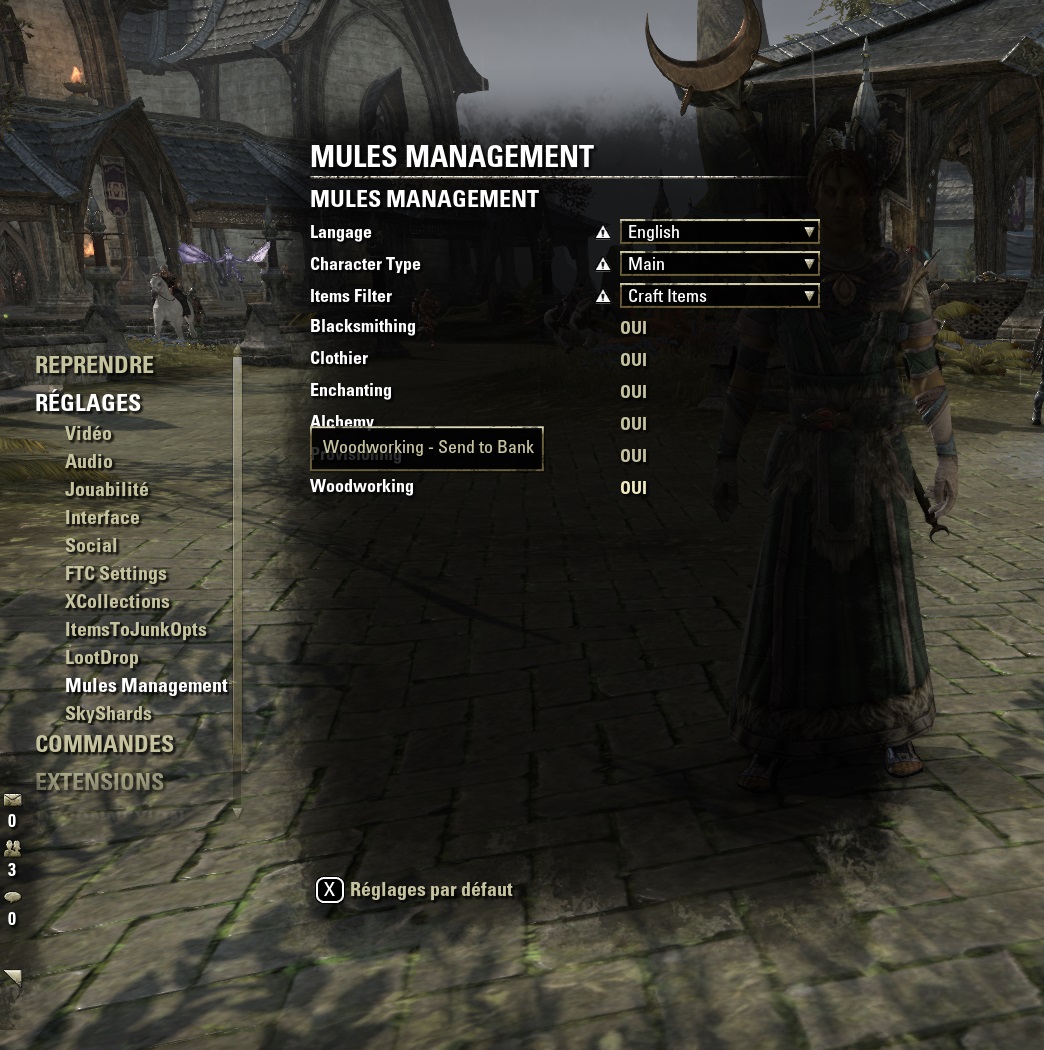 MULES MANAGEMENT
MULES MANAGEMENT
Langage English
Character Type Main
Items Filter Craft Items
Blacksmithing OUI
Clothier OUI
Enchanting OUI
Alchemy OUI
Woodworking - Send to Bank
Provisioning OUI
Woodworking OUI
REPRENDRE
RÉGLAGES
Vidéo
Audio
Jouabilité
Interface
Social
FTC Settings
XCollections
ItemsToJunkOpts
LootDrop
Mules Management
SkyShards
COMMANDES
EXTENSIONS
0
3
0
X Réglages par défaut